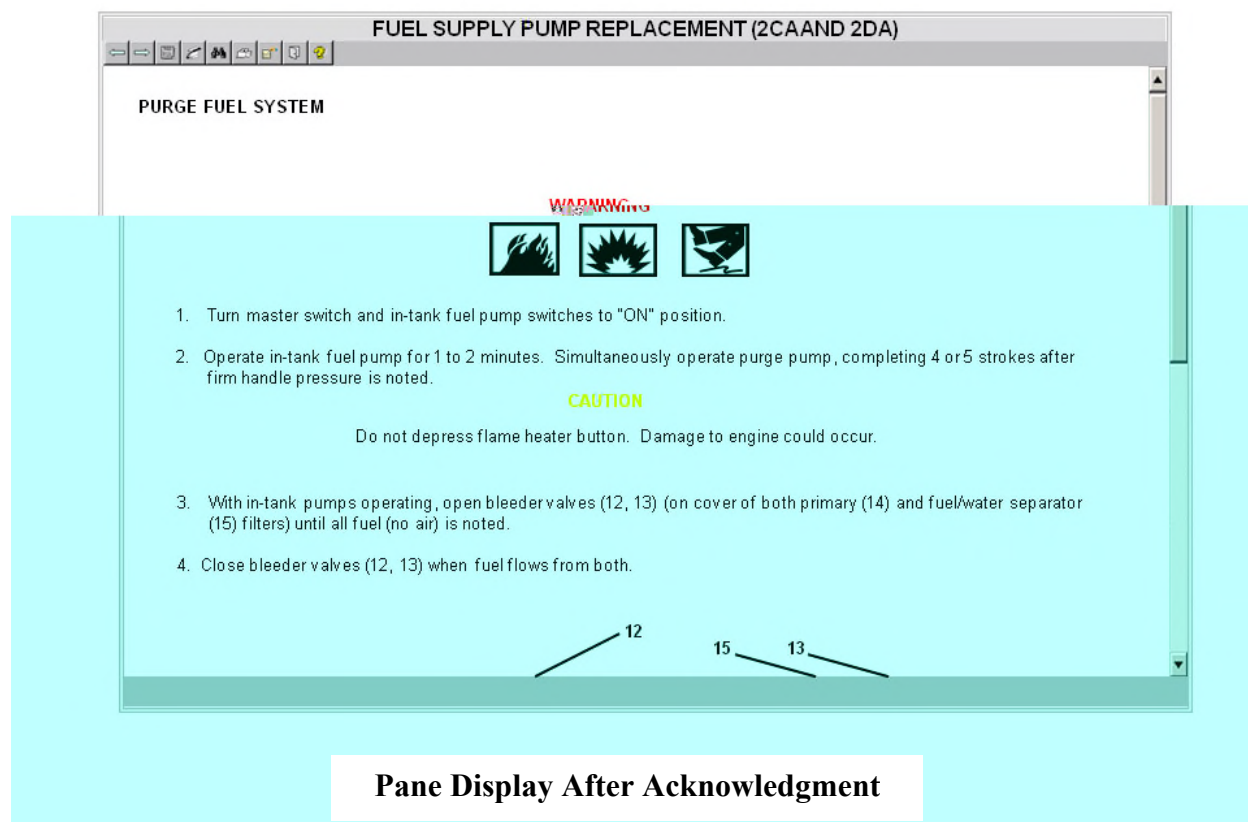 FUEL SUPPLY PUMP REPLACEMENT (2CAAND 2DA)
PURGE FUEL SYSTEM
1. Turn master switch and in-tank fuel pump switches to "ON" position.
2. Operate in-tank fuel pump for 1 to 2 minutes. Simultaneously operate purge pump, completing 4 or 5 strokes after
firm handle pressure is noted.
CAUTION
Do not depress flame heater button. Damage to engine could occur.
3. With in-tank pumps operating, open bleeder valves (12, 13) (on cover of both primary (14) and fuel/water separator
(15) filters) until all fuel (no air) is noted.
4. Close bleeder valves (12, 13) when fuel flows from both.
12
15 13
Pane Display After Acknowledgment